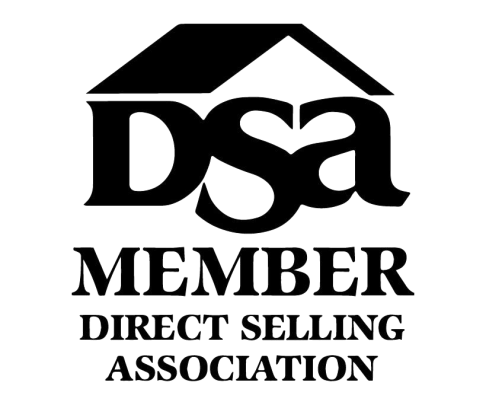 DSa
MEMBER
DIRECT SELLING
ASSOCIATION